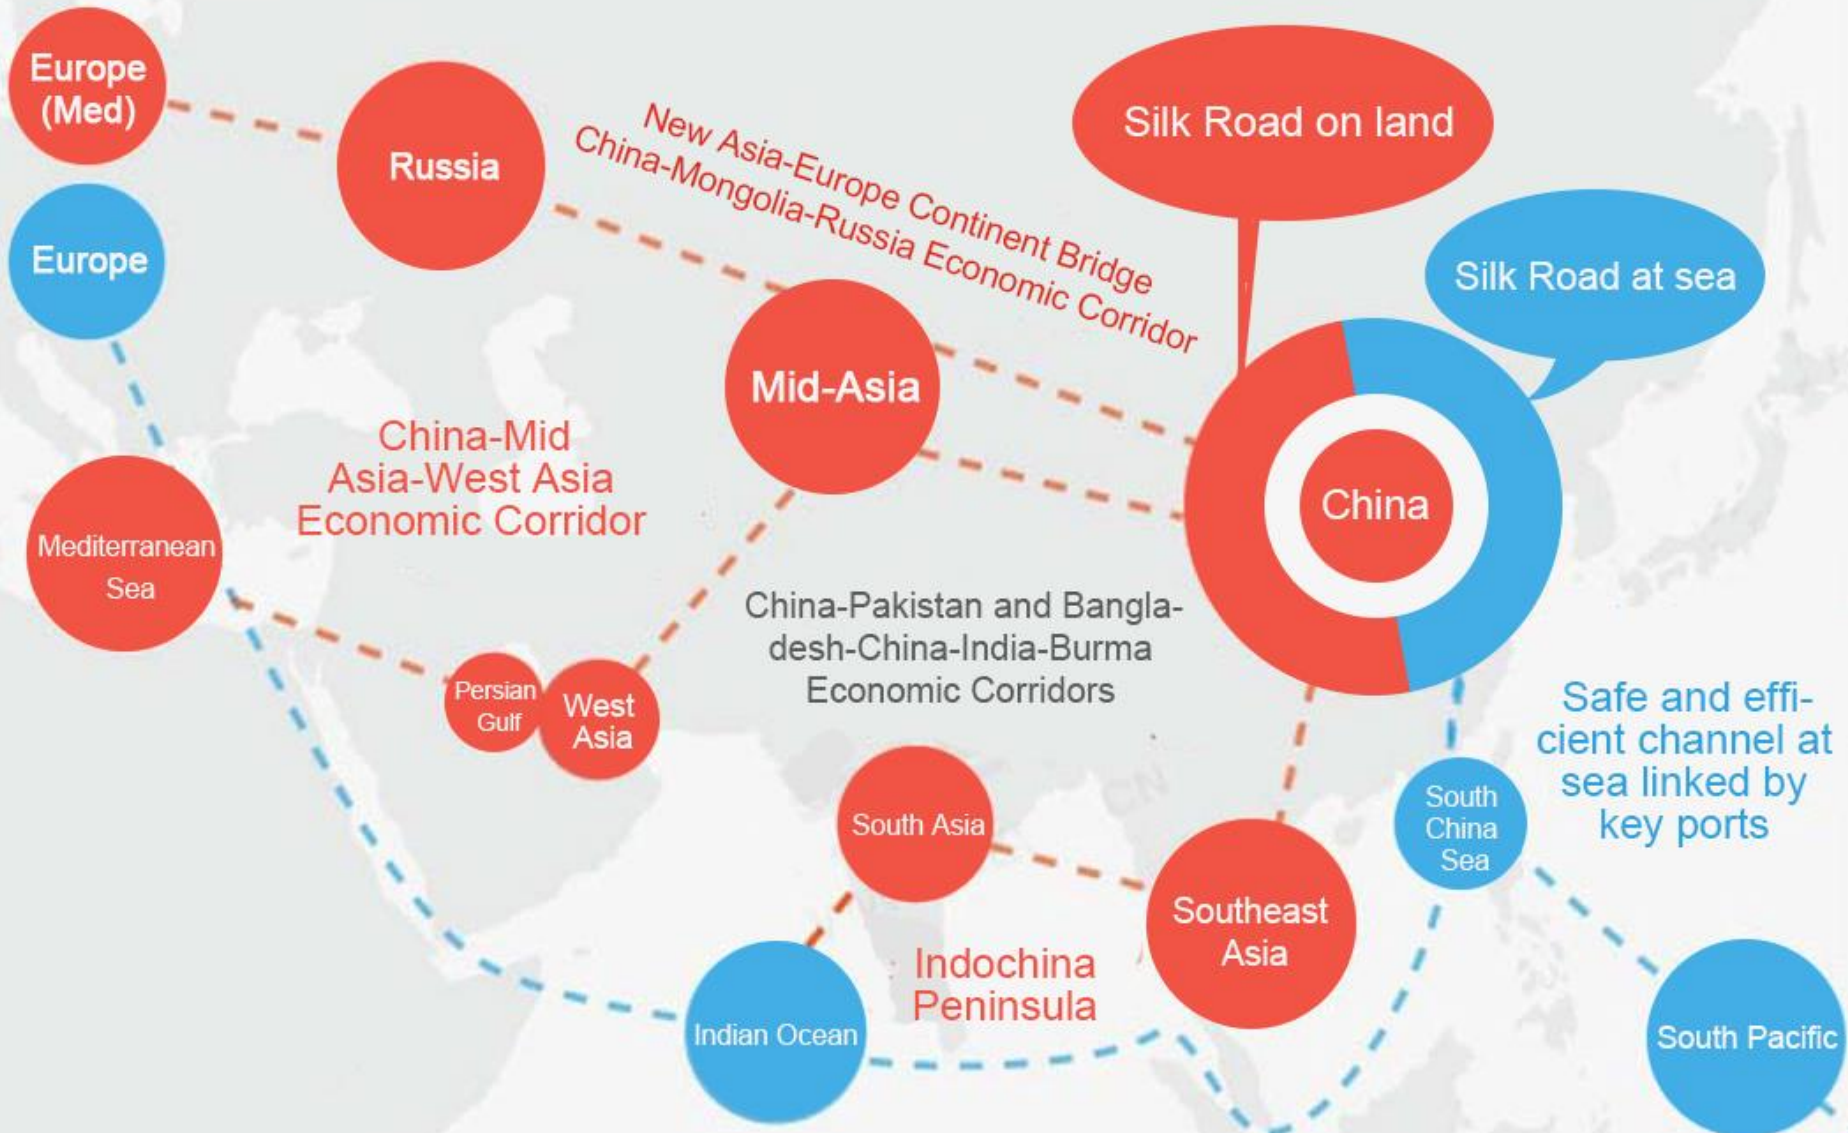 Europe
(Med)
Russia
New Asia-Europe Continent Bridge
China-Mongolia-Russia Economic Corridor
Silk Road on land
Europe
Silk Road at sea
Mid-Asia
China-Mid
Asia-West Asia
Economic Corridor
China
Mediterranean
Sea
China-Pakistan and Bangla-
desh-China-India-Burma
Economic Corridors
Persian
Gulf
West
Asia
Safe and effi-
cient channel at
sea linked by
key ports
South Asia
South
China
Sea
CN
Southeast
Asia
Indochina
Peninsula
Indian Ocean
South Pacific